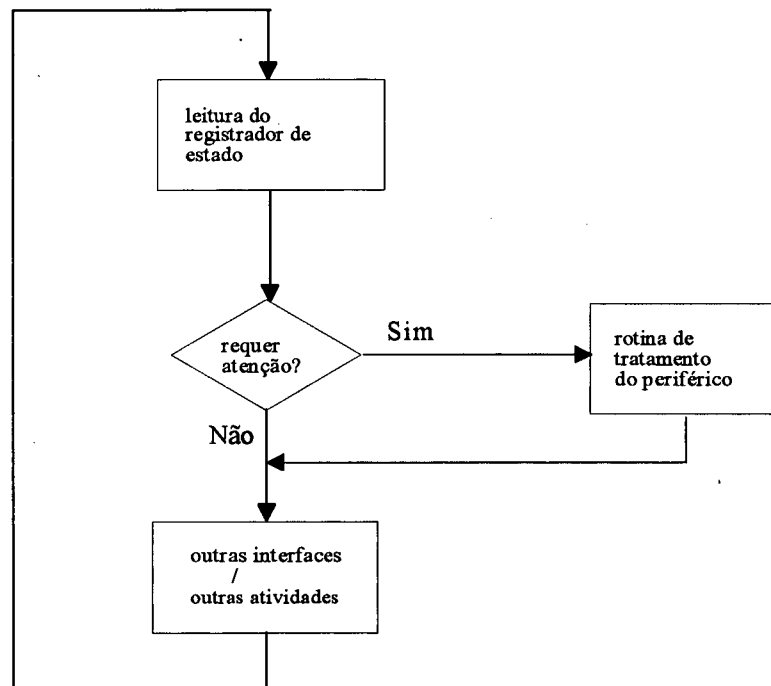 leitura do
registrador de
estado
requer
atenção?
Sim
rotina de
tratamento
do periférico
Não
outras interfaces
/
outras atividades